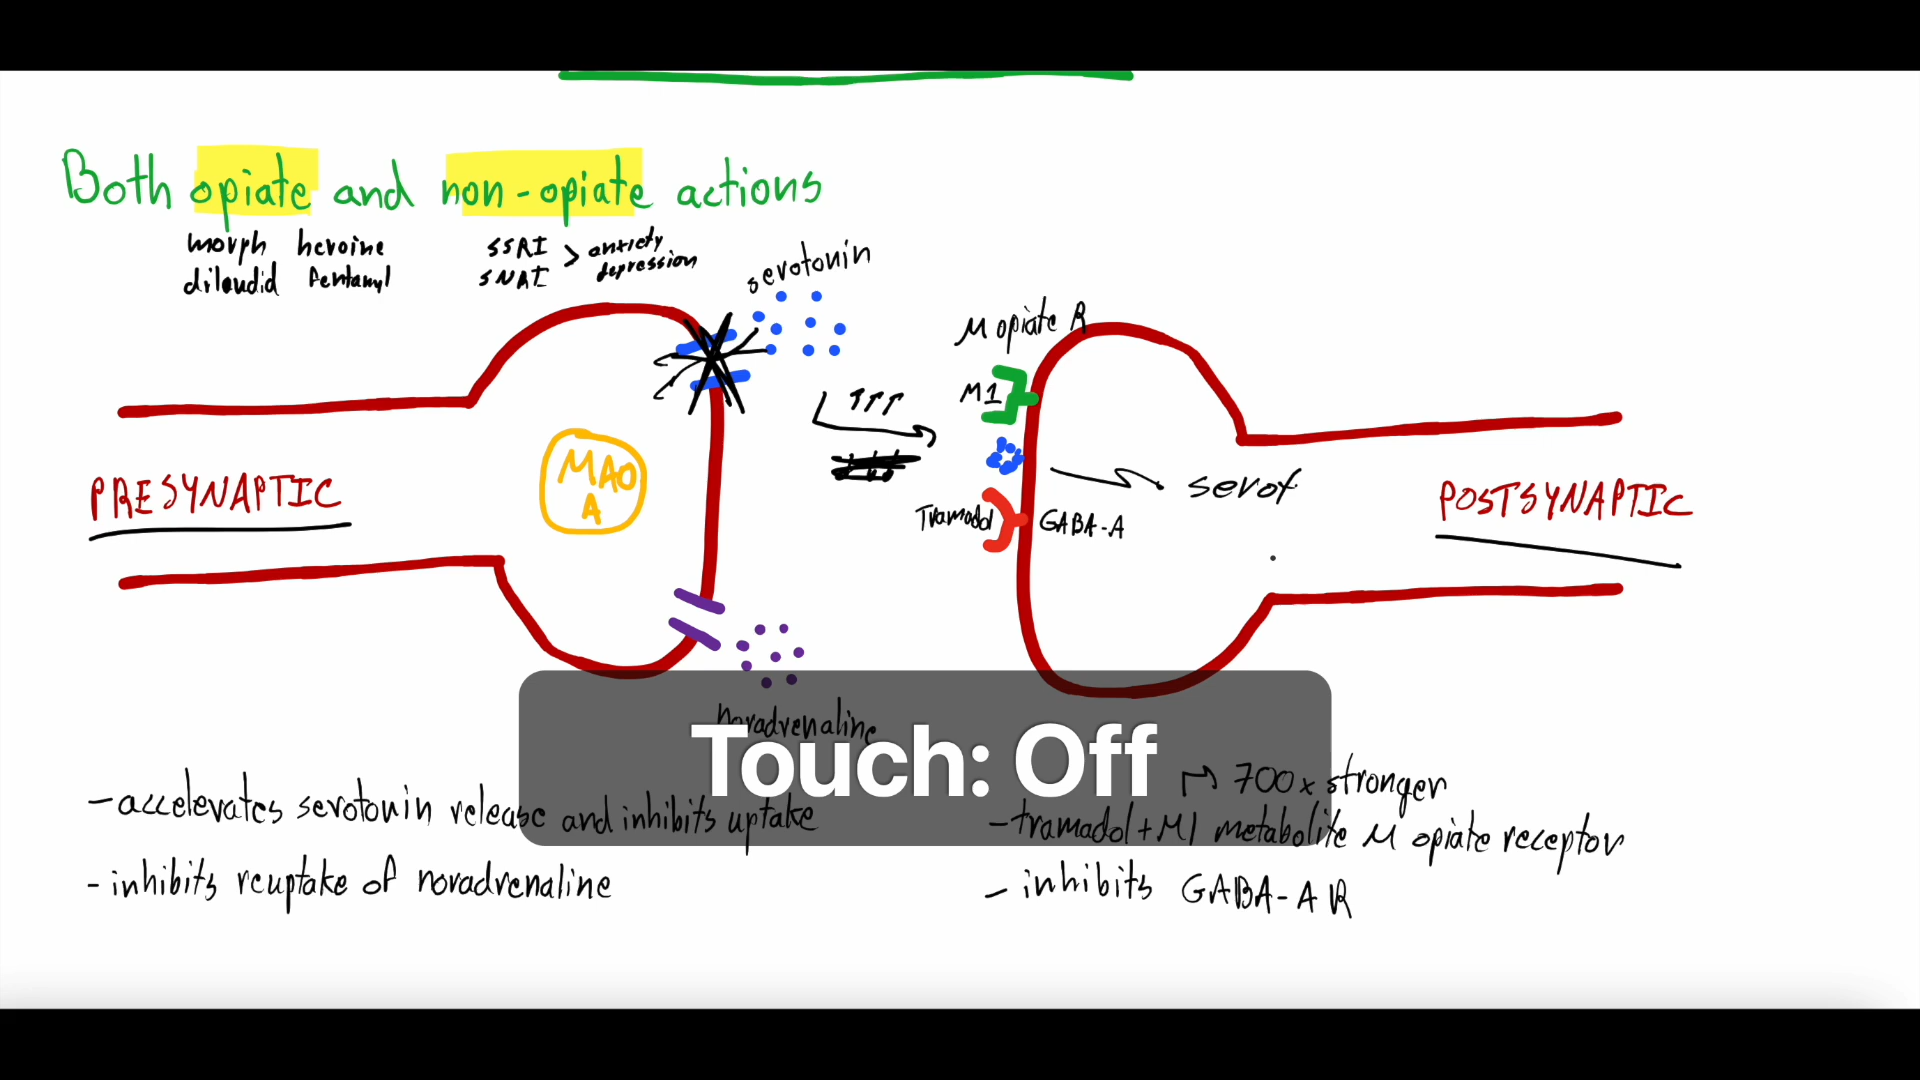 Both opiate and non-opiate actions
morph heroine
dilaudid Fentanyl
SSRI > anxiety
SNRI depression
serotonin
M opiate R
M1
MAO
A
PRESYNAPTIC
serot
POSTSYNAPTIC
Tramadol
GABA-A
noradrenaline
Touch: Off
700x stronger
- accelerates serotonin release and inhibits uptake
- tramadol + M1 metabolite M opiate receptor
- inhibits reuptake of noradrenaline
- inhibits GABA-A R